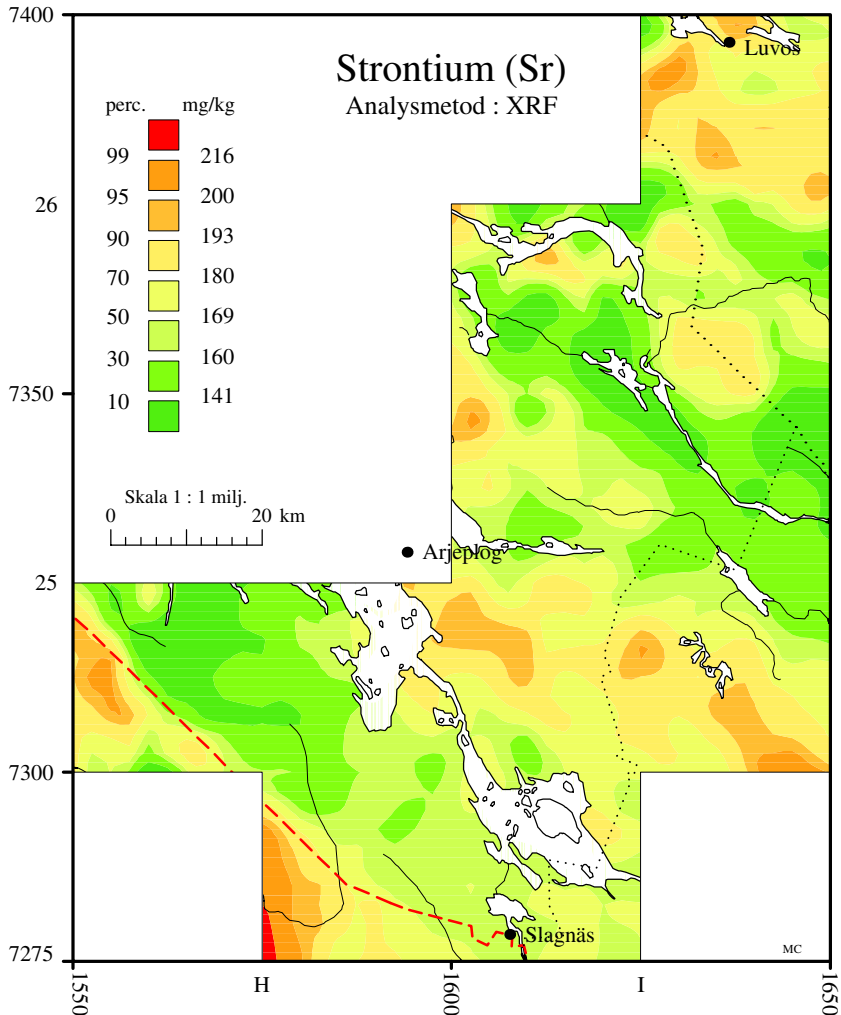 7400
Strontium (Sr)
Analysmetod : XRF
Luvos
perc. mg/kg
99 216
95 200
90 193
70 180
50 169
30 160
10 141
26
7350
Skala 1 : 1 milj.
0 20 km
Arjeplog
25
7300
Slagnäs
MC
7275
1550 H 1600 I 1650